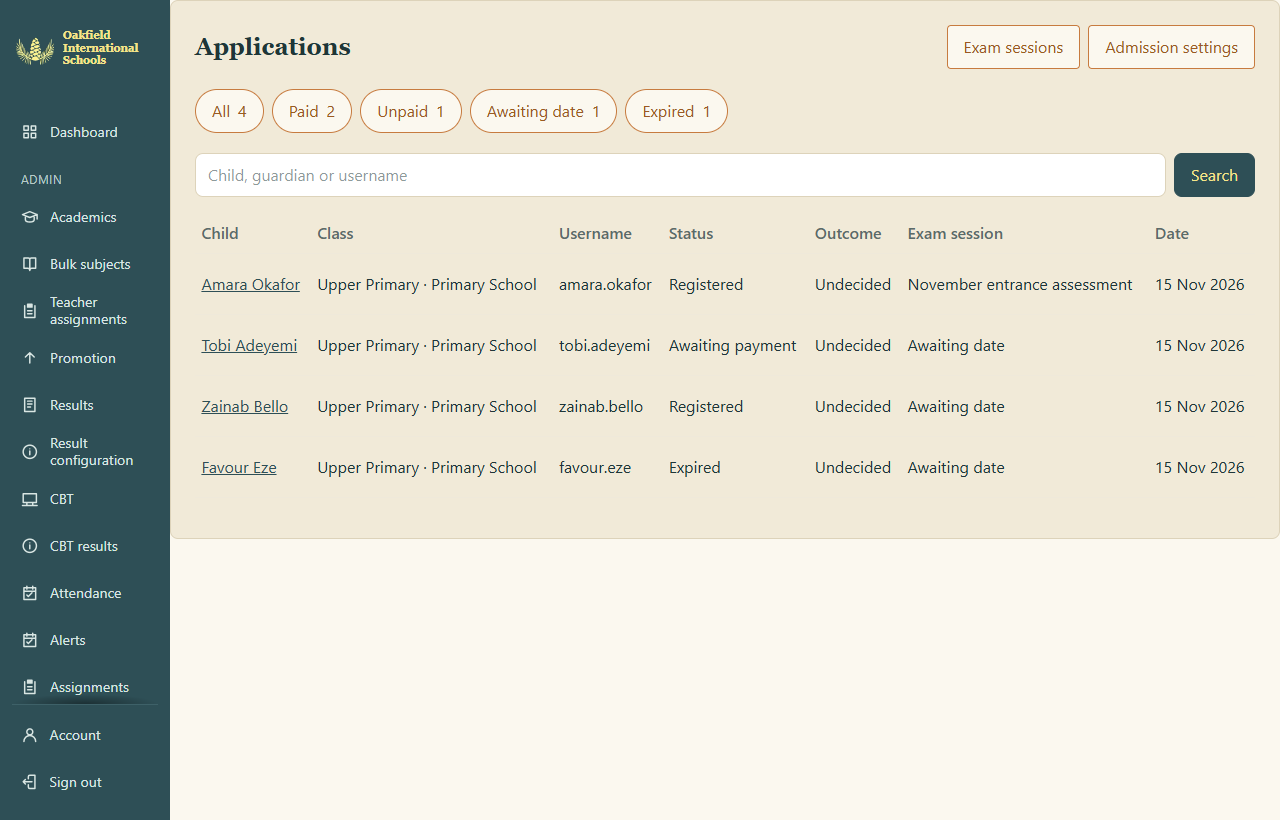 Oakfield
International
Schools
Dashboard
ADMIN
Academics
Bulk subjects
Teacher
assignments
Promotion
Results
Result
configuration
CBT
CBT results
Attendance
Alerts
Assignments
Account
Sign out
Applications
Exam sessions
Admission settings
All 4
Paid 2
Unpaid 1
Awaiting date 1
Expired 1
Child, guardian or username
Search
Child Class Username Status Outcome Exam session Date
Amara Okafor Upper Primary · Primary School amara.okafor Registered Undecided November entrance assessment 15 Nov 2026
Tobi Adeyemi Upper Primary · Primary School tobi.adeyemi Awaiting payment Undecided Awaiting date 15 Nov 2026
Zainab Bello Upper Primary · Primary School zainab.bello Registered Undecided Awaiting date 15 Nov 2026
Favour Eze Upper Primary · Primary School favour.eze Expired Undecided Awaiting date 15 Nov 2026